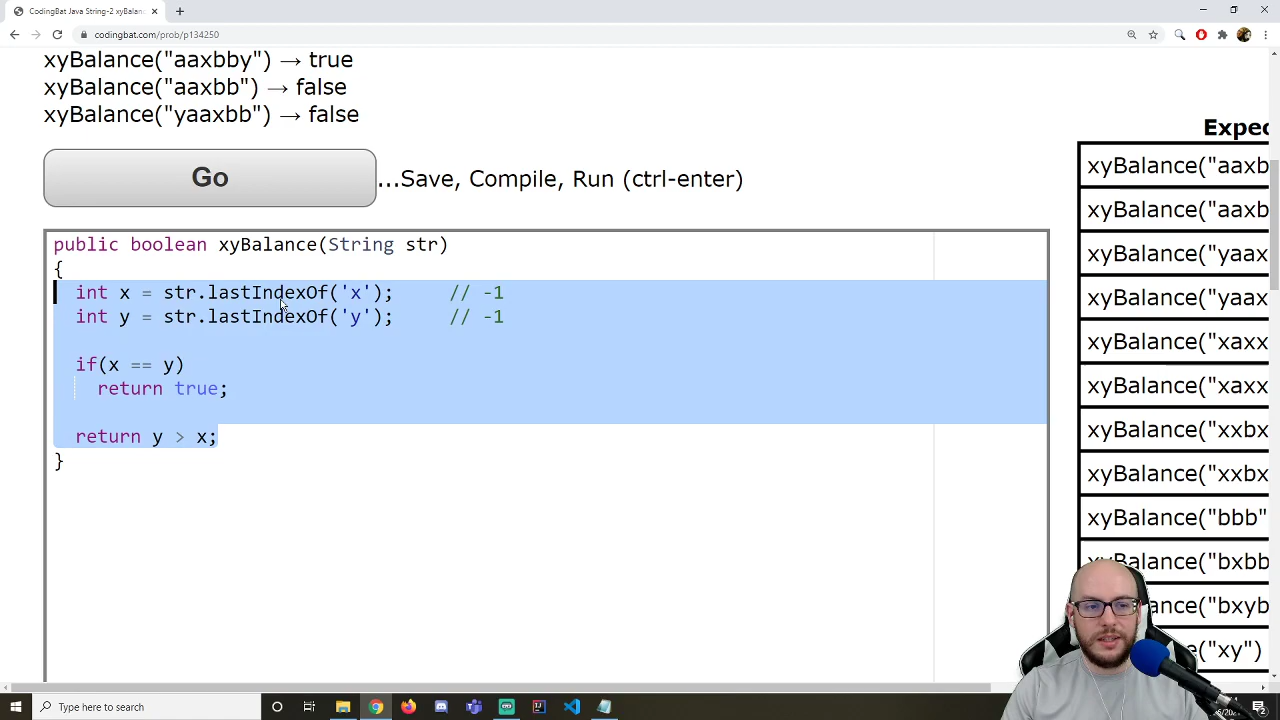 CodingBat Java String-2 xyBalanc
codingbat.com/prob/p134250
xyBalance("aaxbby") → true
xyBalance("aaxbb") → false
xyBalance("yaaxbb") → false
Go ...Save, Compile, Run (ctrl-enter)
Expec
public boolean xyBalance(String str)
{
int x = str.lastIndexOf('x'); // -1
int y = str.lastIndexOf('y'); // -1
if(x == y)
return true;
return y > x;
}
xyBalance("aaxb
xyBalance("aaxb
xyBalance("yaax
xyBalance("yaax
xyBalance("xaxx
xyBalance("xaxx
xyBalance("xxbx
xyBalance("xxbx
xyBalance("bbb"
xyBalance("bxbb
ance("bxyb
e("xy")
Type here to search